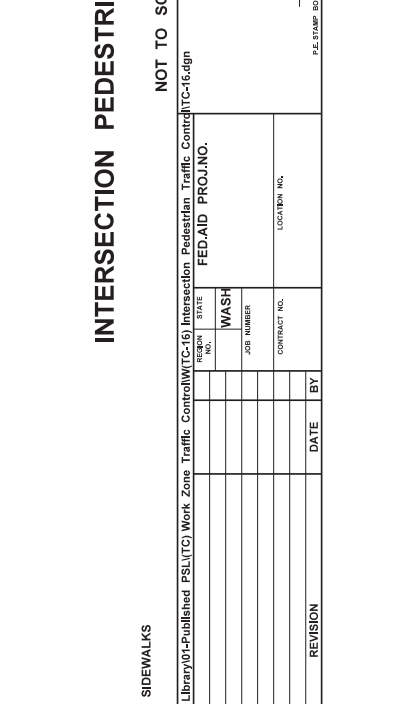 INTERSECTION PEDESTRI
NOT TO SC
SIDEWALKS
Library\01-Published PSL\(TC) Work Zone Traffic Control\W(TC-16) Intersection Pedestrian Traffic Control\TC-16.dgn
REGION NO.
STATE
FED.AID PROJ.NO.
WASH
JOB NUMBER
CONTRACT NO.
LOCATION NO.
REVISION
DATE
BY
P.E. STAMP BO